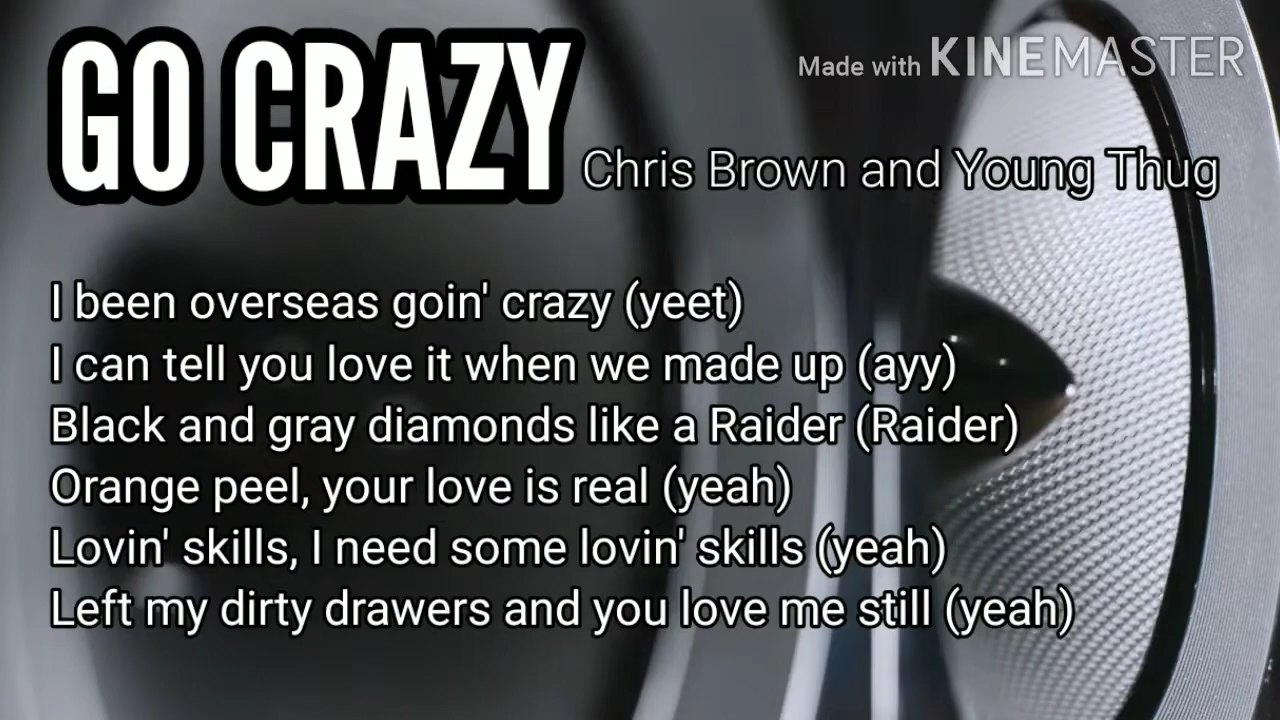 Made with KINEMASTER
GO CRAZY
Chris Brown and Young Thug
I been overseas goin' crazy (yeet)
I can tell you love it when we made up (ayy)
Black and gray diamonds like a Raider (Raider)
Orange peel, your love is real (yeah)
Lovin' skills, I need some lovin' skills (yeah)
Left my dirty drawers and you love me still (yeah)